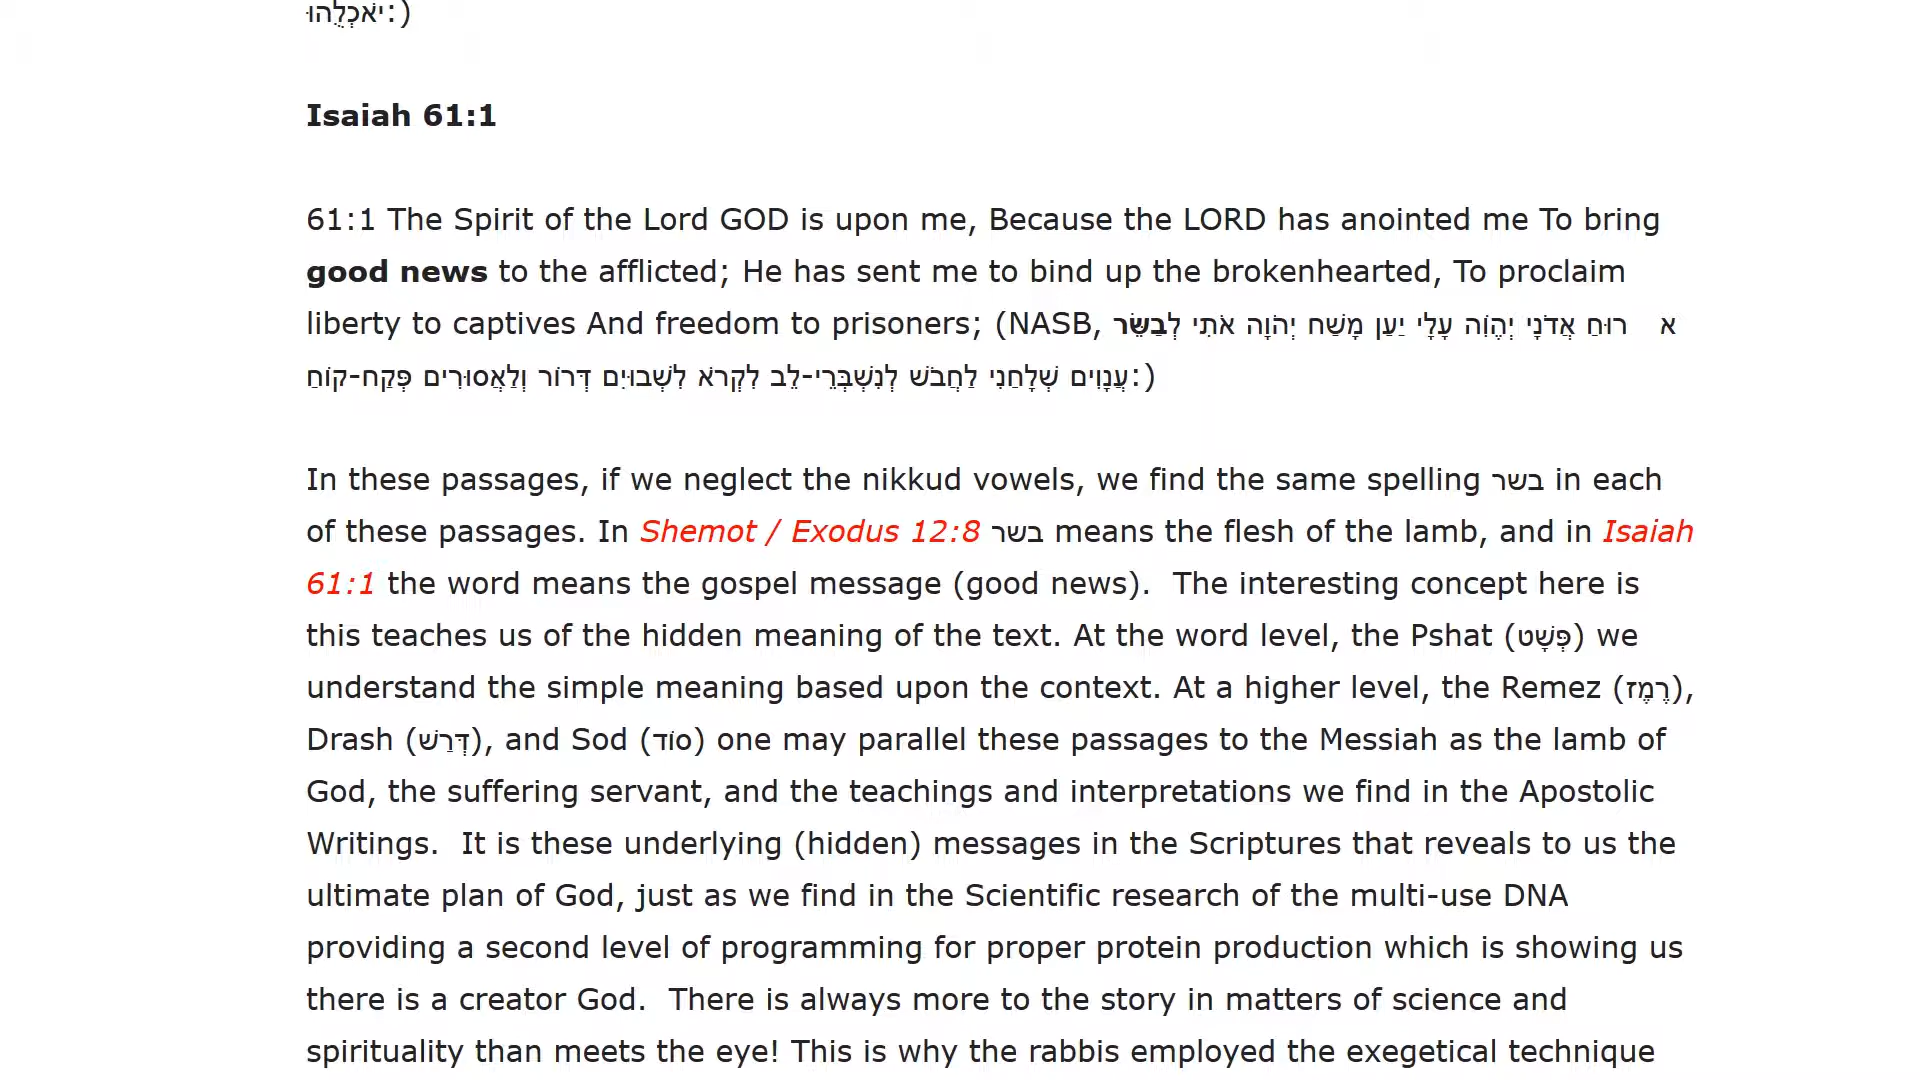 יֹאכְלֻהוּ:)
Isaiah 61:1
61:1 The Spirit of the Lord GOD is upon me, Because the LORD has anointed me To bring
good news to the afflicted; He has sent me to bind up the brokenhearted, To proclaim
liberty to captives And freedom to prisoners; (NASB, א   רוּחַ אֲדֹנָי יְהֶוִֹה עָלָי יַעַן מָשַׁח יְהֹוָה אֹתִי לְבַשֵּׂר
עֲנָוִים שְׁלָחַנִי לַחֲבֹשׁ לְנִשְׁבְּרֵי-לֵב לִקְרֹא לִשְׁבוּיִם דְּרוֹר וְלַאֲסוּרִים פְּקַח-קוֹחַ:)
In these passages, if we neglect the nikkud vowels, we find the same spelling בשר in each
of these passages. In Shemot / Exodus 12:8 בשר means the flesh of the lamb, and in Isaiah
61:1 the word means the gospel message (good news).  The interesting concept here is
this teaches us of the hidden meaning of the text. At the word level, the Pshat (פְּשָׁט) we
understand the simple meaning based upon the context. At a higher level, the Remez (רֶמֶז),
Drash (דְּרַשׁ), and Sod (סוֹד) one may parallel these passages to the Messiah as the lamb of
God, the suffering servant, and the teachings and interpretations we find in the Apostolic
Writings.  It is these underlying (hidden) messages in the Scriptures that reveals to us the
ultimate plan of God, just as we find in the Scientific research of the multi-use DNA
providing a second level of programming for proper protein production which is showing us
there is a creator God.  There is always more to the story in matters of science and
spirituality than meets the eye! This is why the rabbis employed the exegetical technique